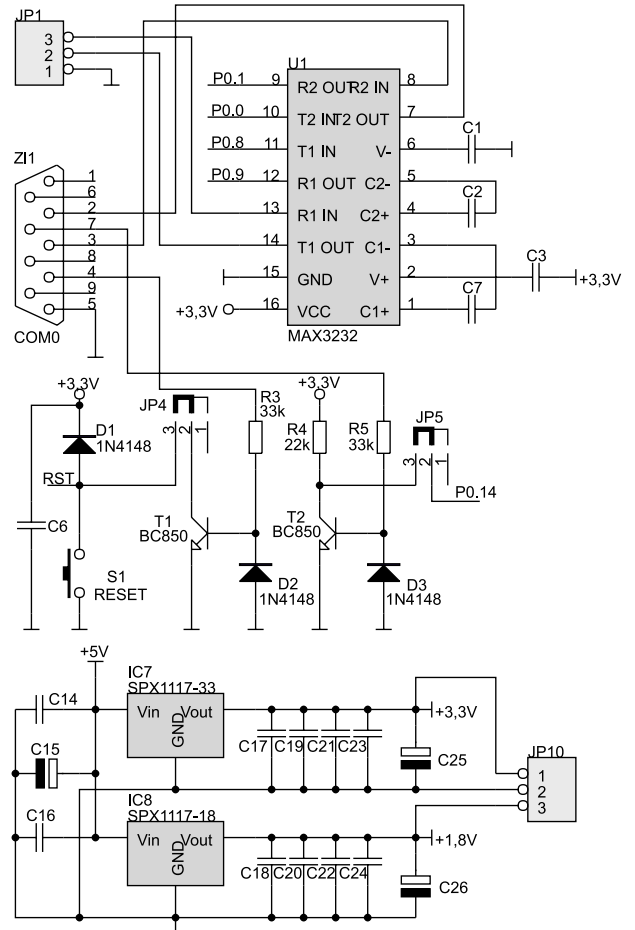 JP1
3
2
1
U1
P0.1 9 R2 OUT R2 IN 8
P0.0 10 T2 IN T2 OUT 7
P0.8 11 T1 IN V- 6 C1
P0.9 12 R1 OUT C2- 5
13 R1 IN C2+ 4 C2
14 T1 OUT C1- 3
15 GND V+ 2 C3 +3,3V
+3,3V 16 VCC C1+ 1 C7
MAX3232
ZI1
1
6
2
7
3
8
4
9
5
COM0
+3,3V
D1
1N4148
RST
C6
S1
RESET
JP4
3 2 1
T1
BC850
R3
33k
D2
1N4148
+3,3V
R4
22k
R5
33k
T2
BC850
D3
1N4148
JP5
3 2 1
P0.14
+5V
C14
C15
C16
IC7
SPX1117-33
Vin Vout
GND
C17 C19 C21 C23
C25
+3,3V
JP10
1
2
3
IC8
SPX1117-18
Vin Vout
GND
C18 C20 C22 C24
C26
+1,8V